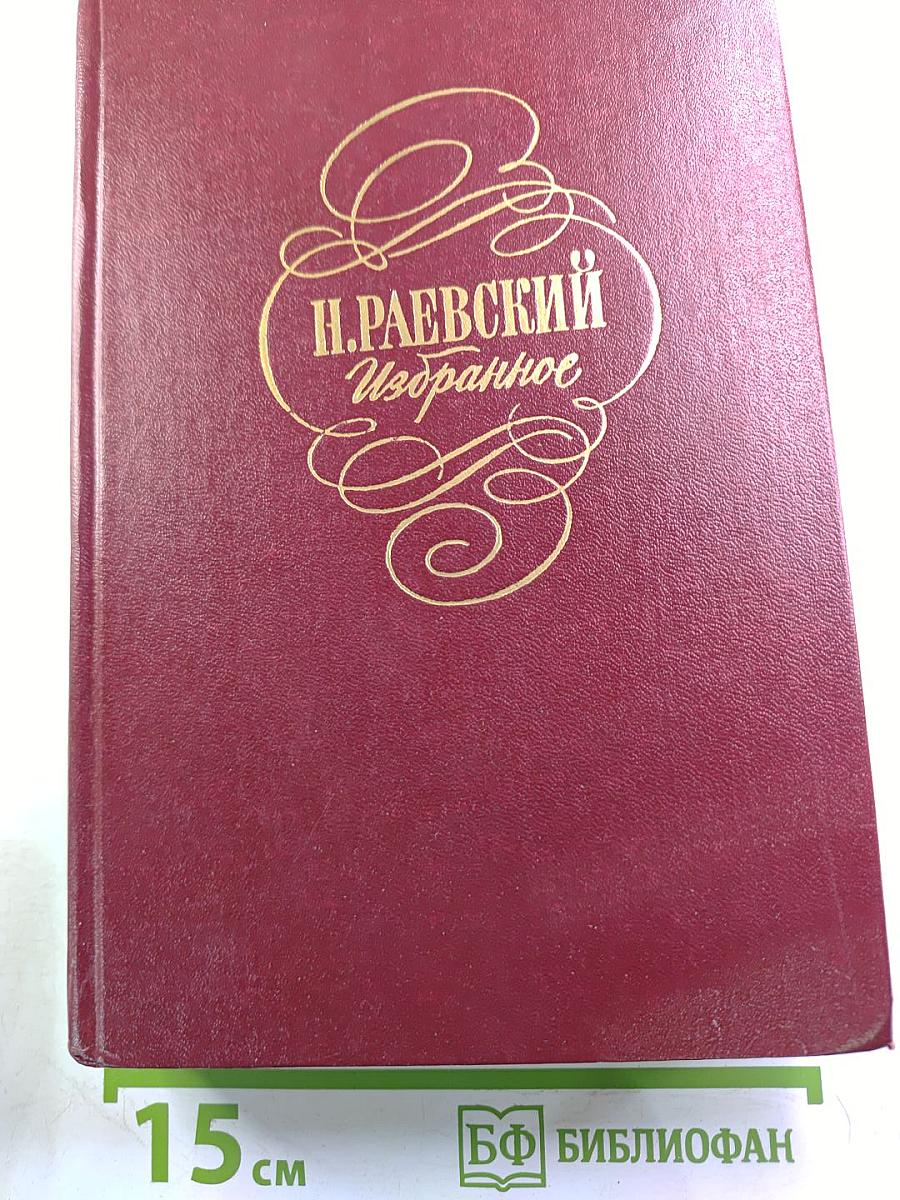 Н.РАЕВСКИЙ
Избранное
15 см
БФ БИБЛИОФАН